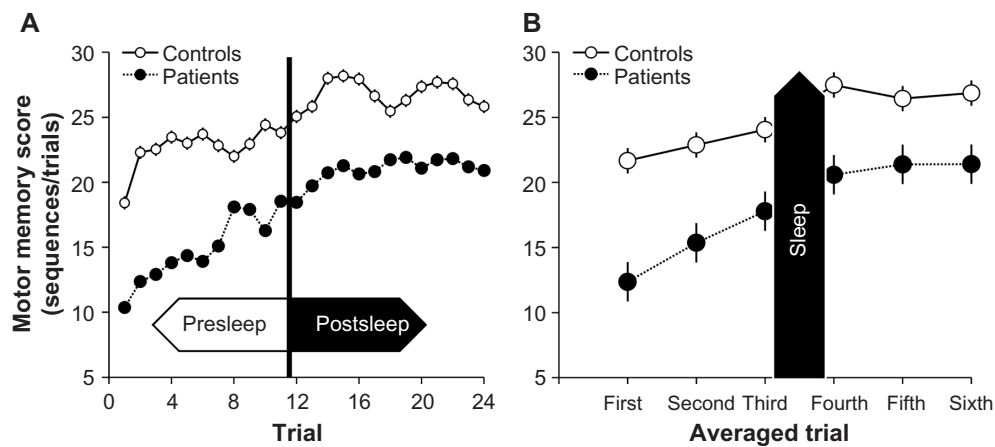 A
B
30
25
20
15
10
5
Controls
Patients
Presleep
Postsleep
0
4
8
12
16
20
24
Trial
Motor memory score
(sequences/trials)
30
25
20
15
10
5
Controls
Patients
Sleep
0
First
Second
Third
Fourth
Fifth
Sixth
Averaged trial